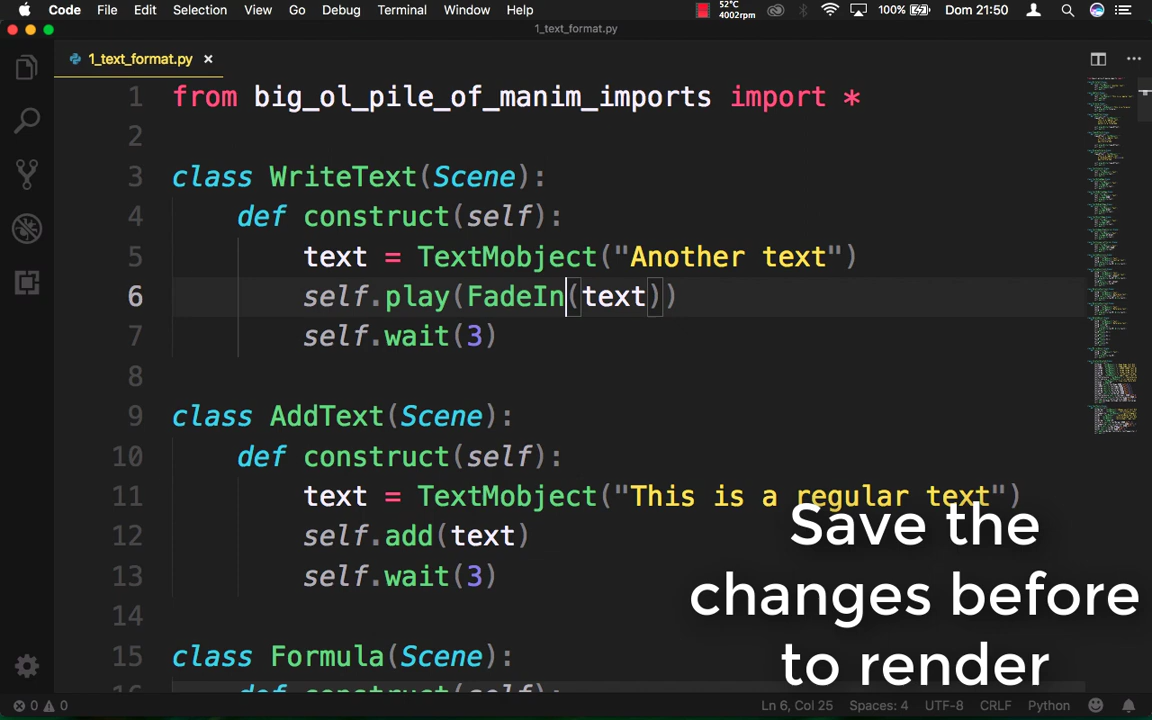 Code File Edit Selection View Go Debug Terminal Window Help 52°C 4002rpm 100% Dom 21:50
1_text_format.py
1_text_format.py ×
1 from big_ol_pile_of_manim_imports import *
2
3 class WriteText(Scene):
4 def construct(self):
5 text = TextMobject("Another text")
6 self.play(FadeIn(text))
7 self.wait(3)
8
9 class AddText(Scene):
10 def construct(self):
11 text = TextMobject("This is a regular text")
12 self.add(text)
13 self.wait(3)
14
15 class Formula(Scene):
16 def construct(self):
Save the
changes before
to render
0 0 Ln 6, Col 25 Spaces: 4 UTF-8 CRLF Python